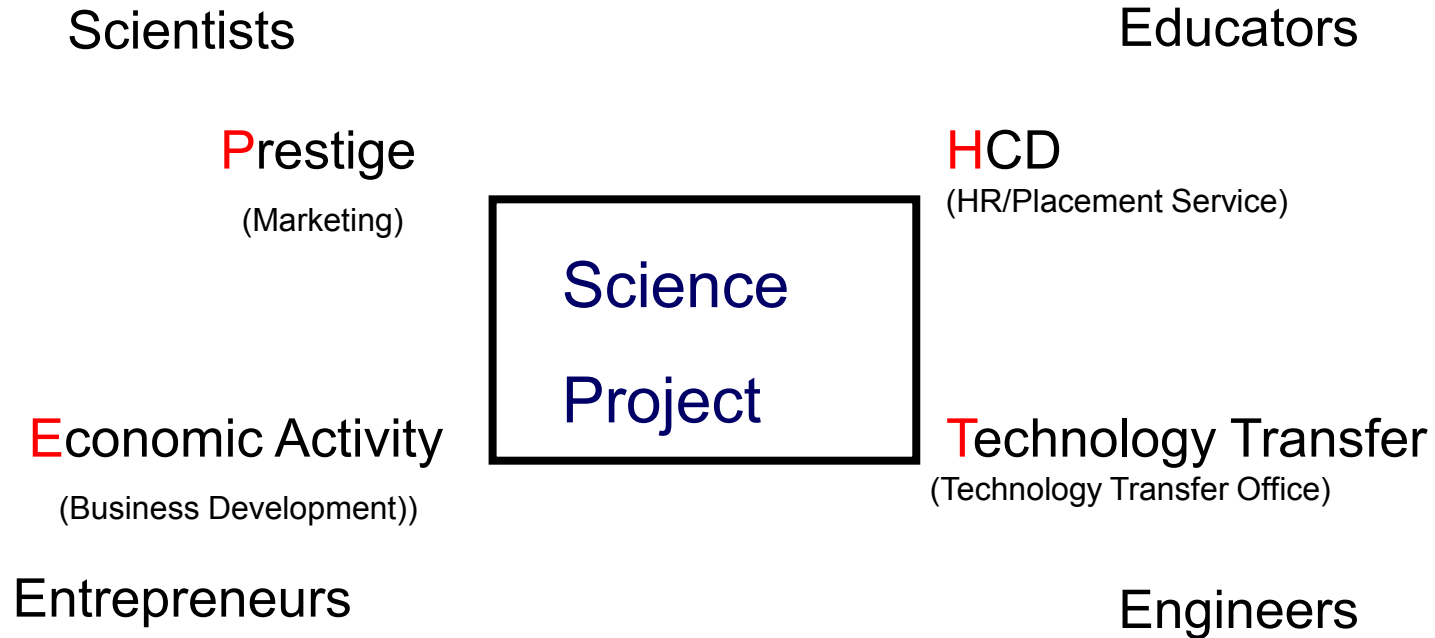 Scientists
Educators
Prestige
(Marketing)
HCD
(HR/Placement Service)
Science
Project
Economic Activity
(Business Development))
Technology Transfer
(Technology Transfer Office)
Entrepreneurs
Engineers